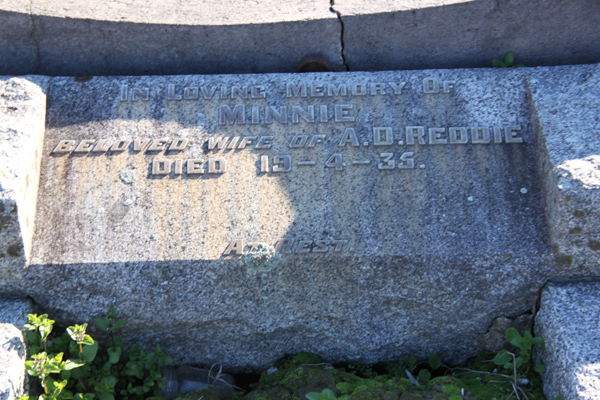 In Loving Memory Of
MINNIE
BELOVED WIFE OF A.D. REDDIE
DIED 19-4-35.
AT REST